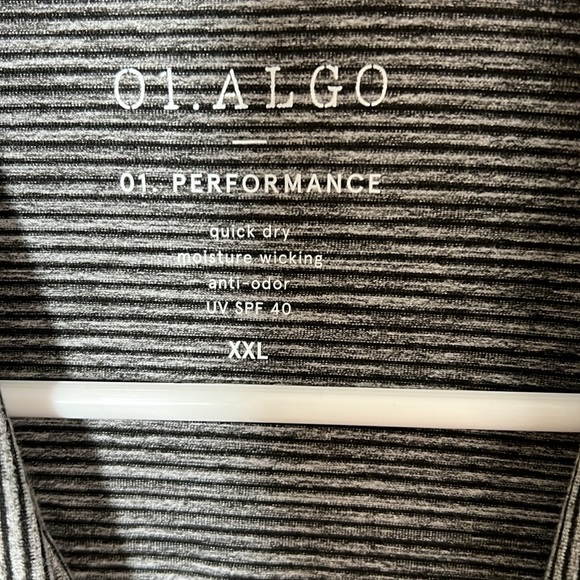 01.ALGO
01. PERFORMANCE
quick dry
moisture wicking
anti-odor
UV SPF 40
XXL